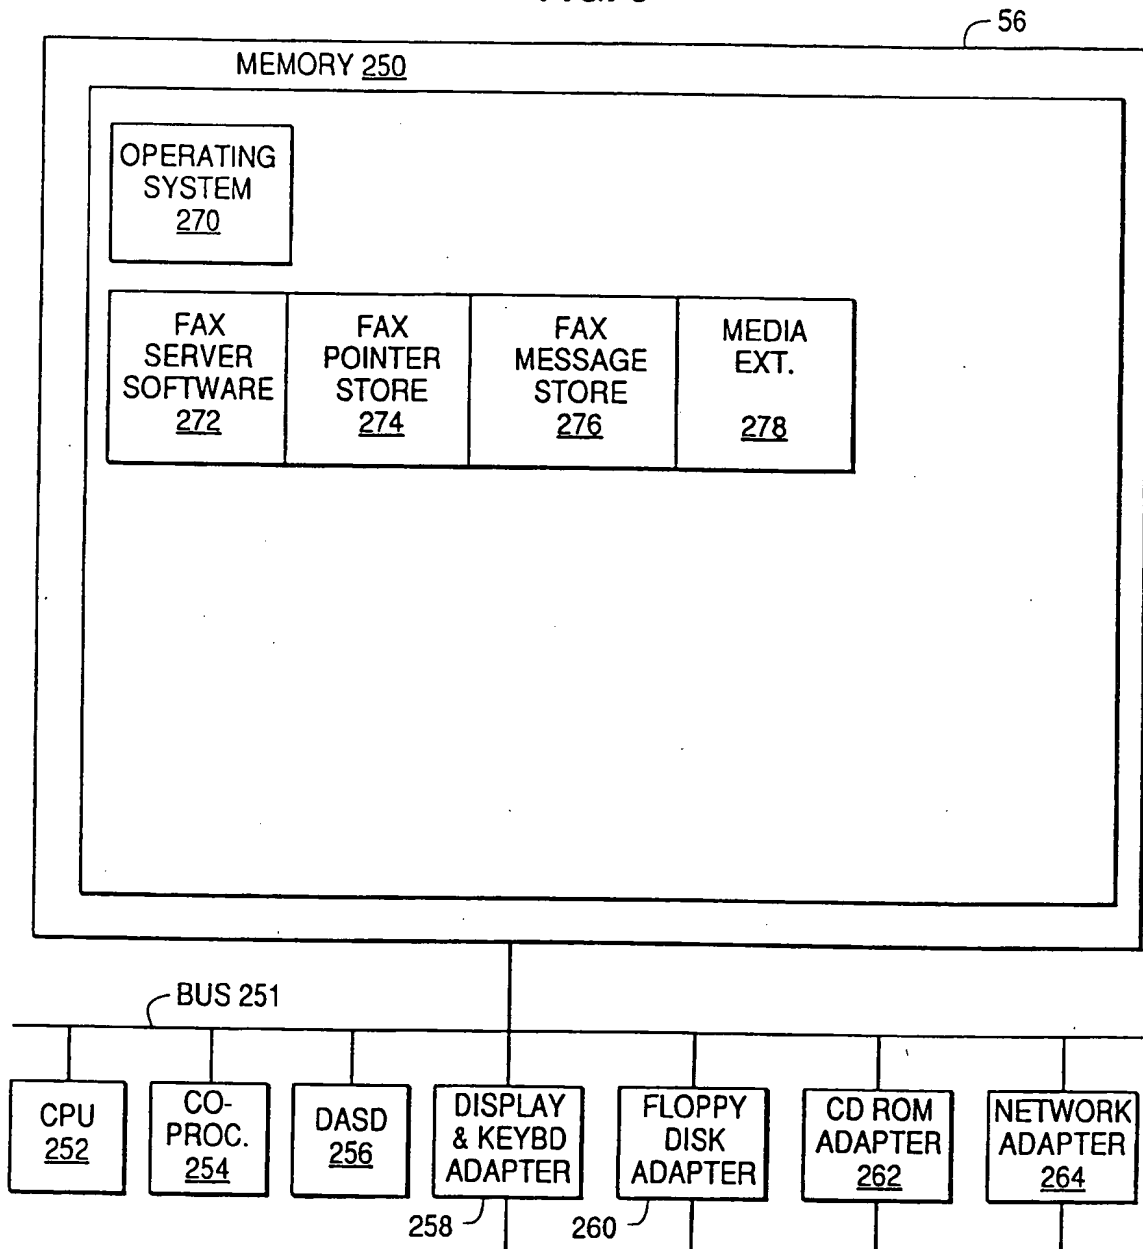 56
MEMORY 250
OPERATING
SYSTEM
270
FAX
SERVER
SOFTWARE
272
FAX
POINTER
STORE
274
FAX
MESSAGE
STORE
276
MEDIA
EXT.
278
BUS 251
CPU
252
CO-
PROC.
254
DASD
256
DISPLAY
& KEYBD
ADAPTER
258
FLOPPY
DISK
ADAPTER
260
CD ROM
ADAPTER
262
NETWORK
ADAPTER
264